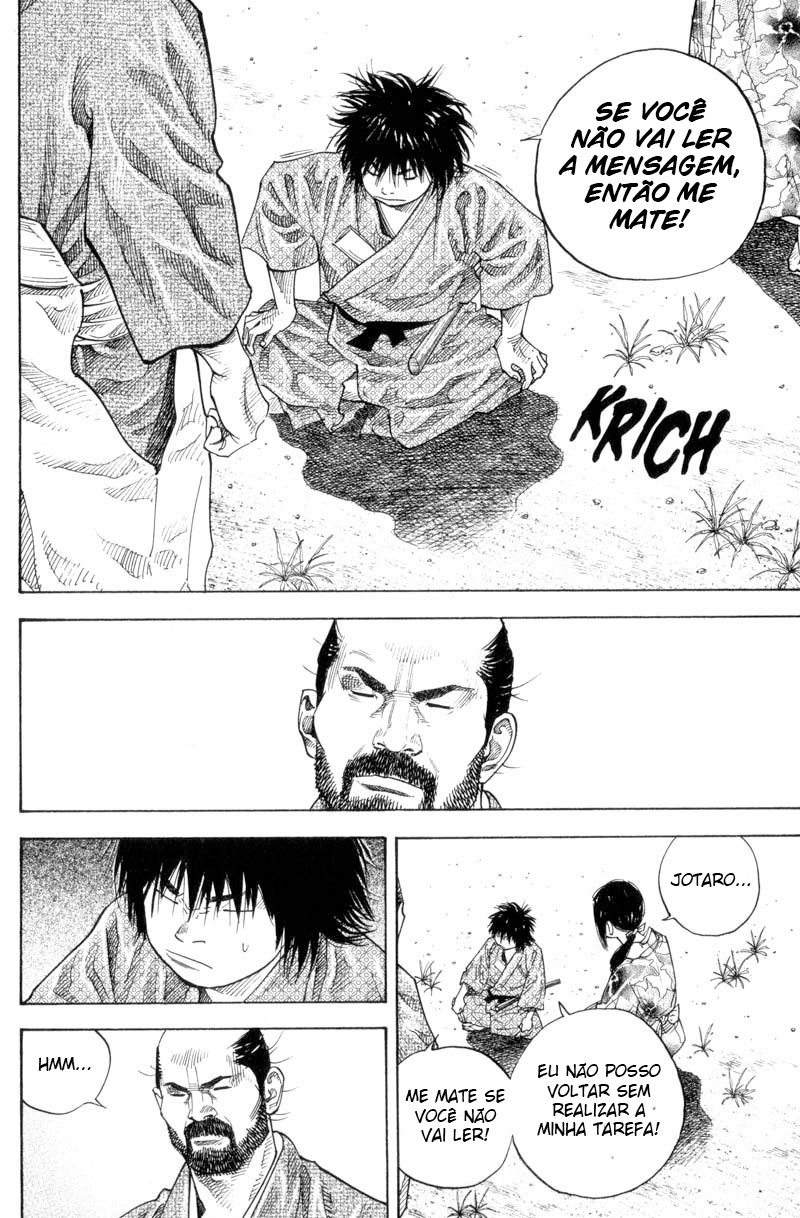 SE VOCÊ
NÃO VAI LER
A MENSAGEM,
ENTÃO ME
MATE!
KRICH
JOTARO...
EU NÃO POSSO
VOLTAR SEM
REALIZAR A
MINHA TAREFA!
ME MATE SE
VOCÊ NÃO
VAI LER!
HMM...